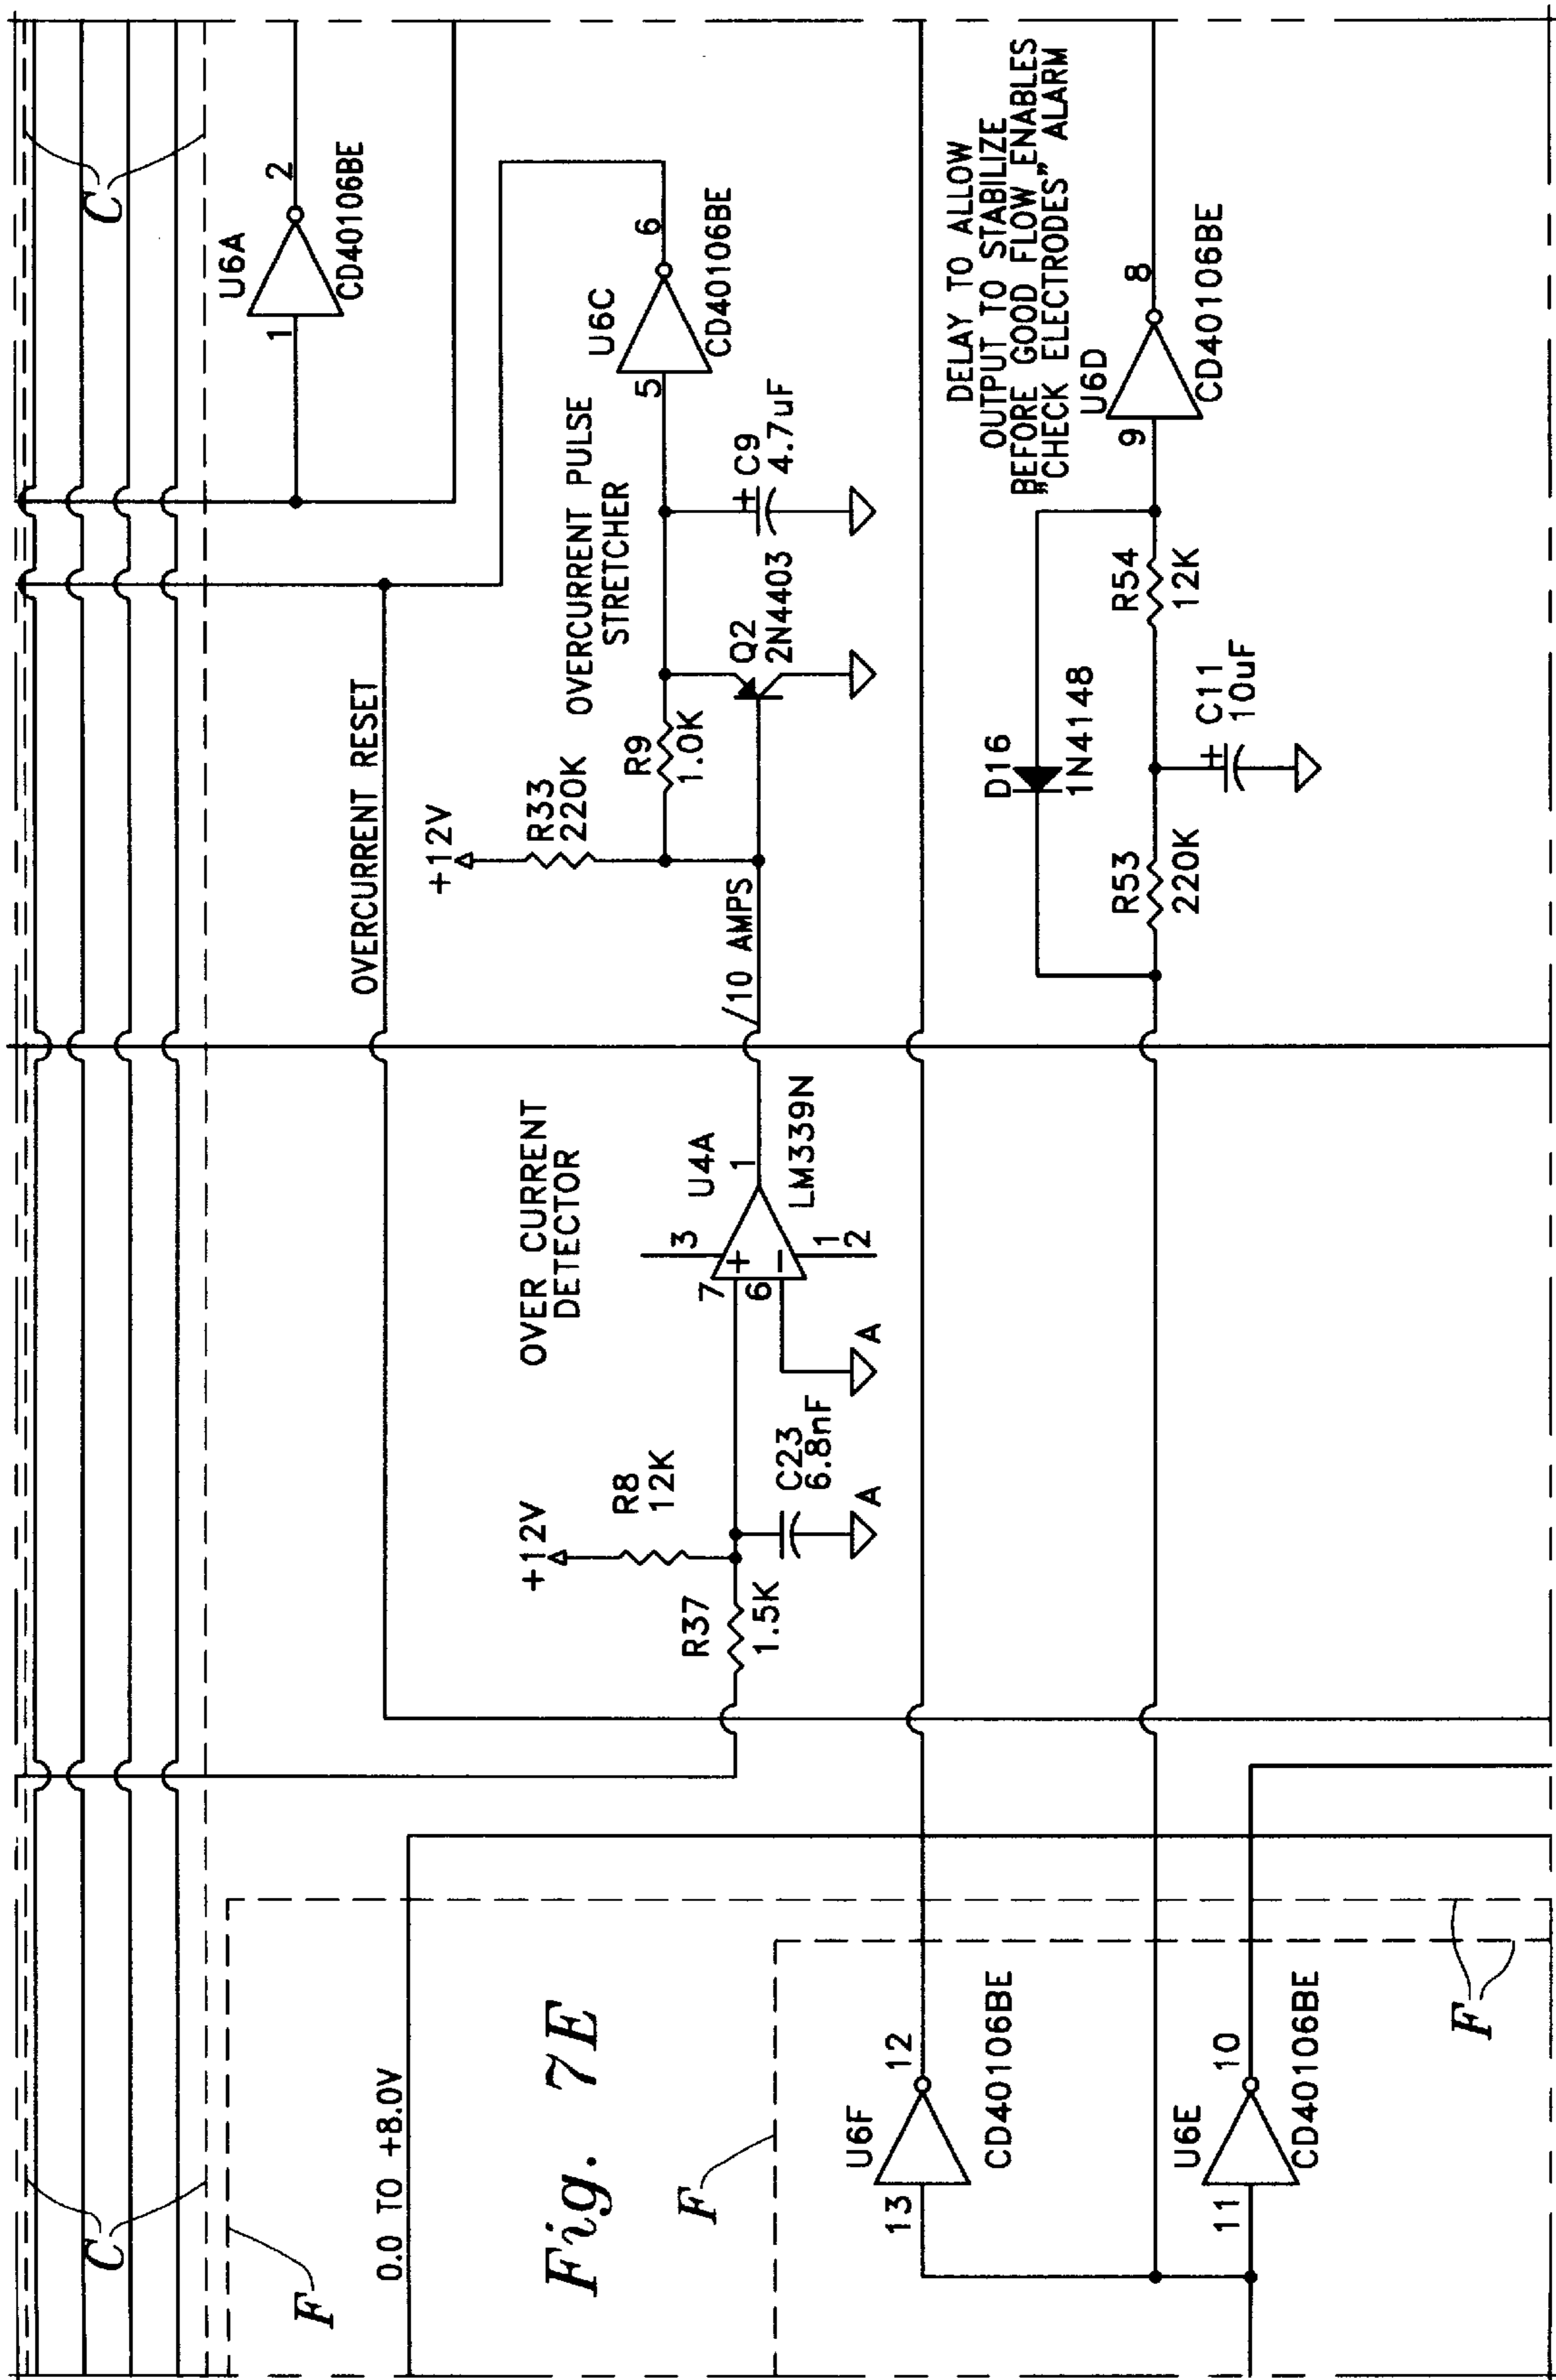 C
C
U6A
1
2
CD40106BE
OVERCURRENT RESET
OVERCURRENT PULSE
STRETCHER
U6C
5
6
CD40106BE
+12V
R33
220K
R9
1.0K
Q2
2N4403
C9
4.7uF
+
/10 AMPS
OVER CURRENT
DETECTOR
U4A
3
7
+
6
−
1
1
2
LM339N
+12V
R8
12K
R37
1.5K
C23
6.8nF
A
A
DELAY TO ALLOW
OUTPUT TO STABILIZE
BEFORE GOOD FLOW ENABLES
"CHECK ELECTRODES" ALARM
U6D
9
8
CD40106BE
D16
1N4148
R53
220K
R54
12K
+
C11
10uF
0.0 TO +8.0V
F
Fig. 7E
F
U6F
13
12
CD40106BE
U6E
11
10
CD40106BE
F